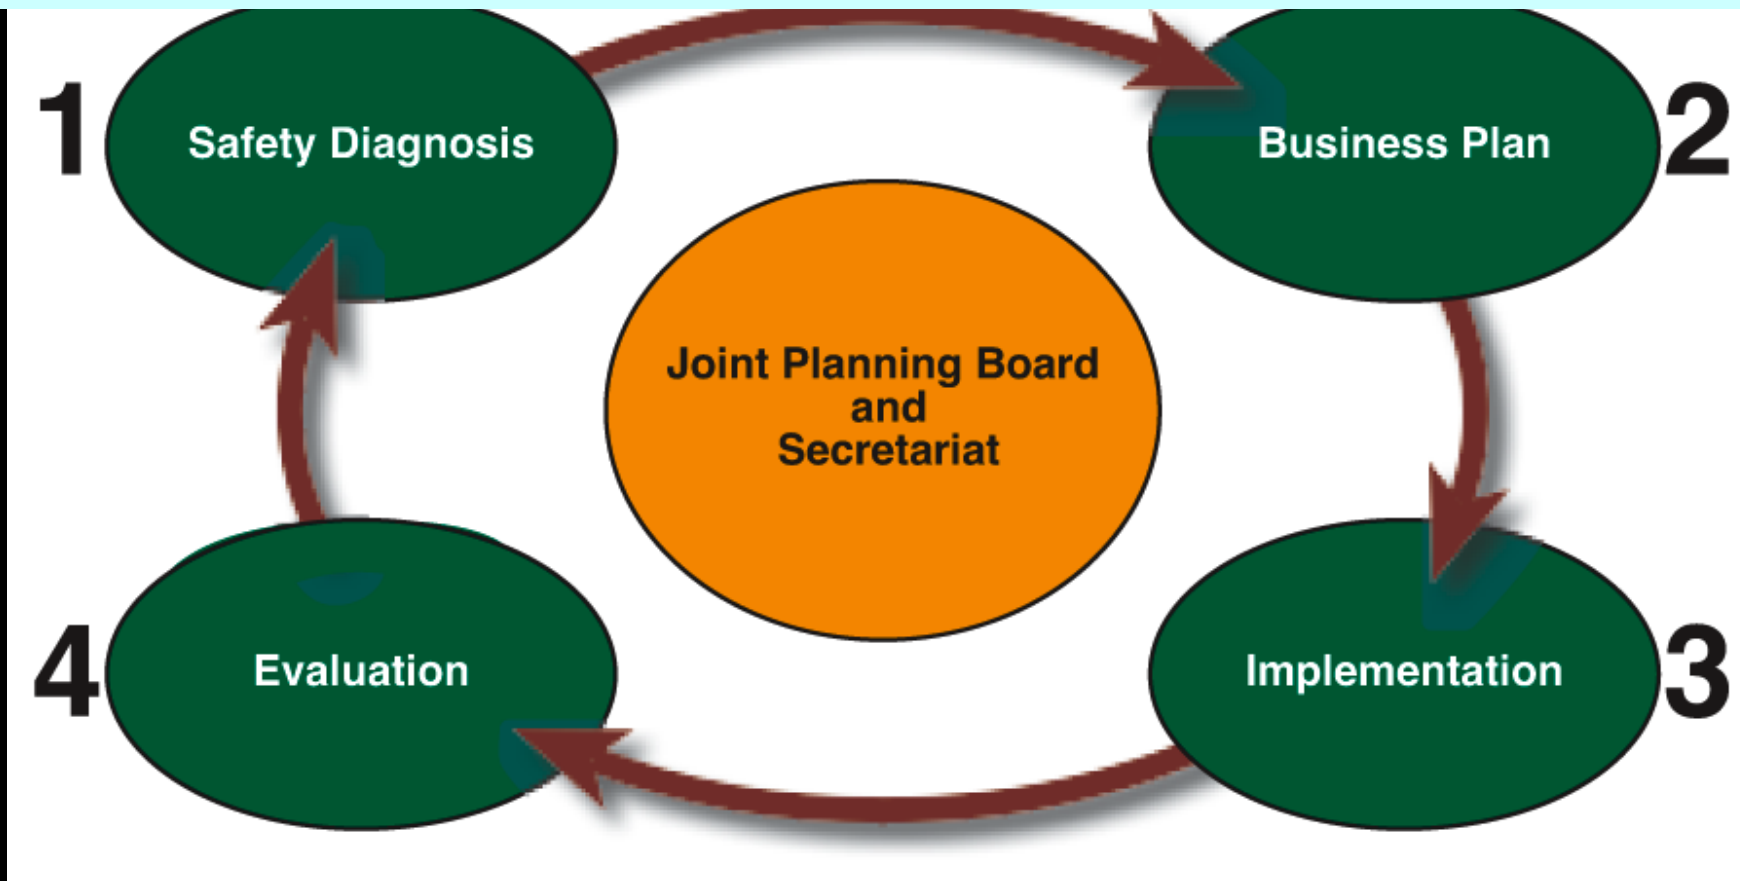 1
Safety Diagnosis
Business Plan
2
Joint Planning Board
and
Secretariat
4
Evaluation
Implementation
3